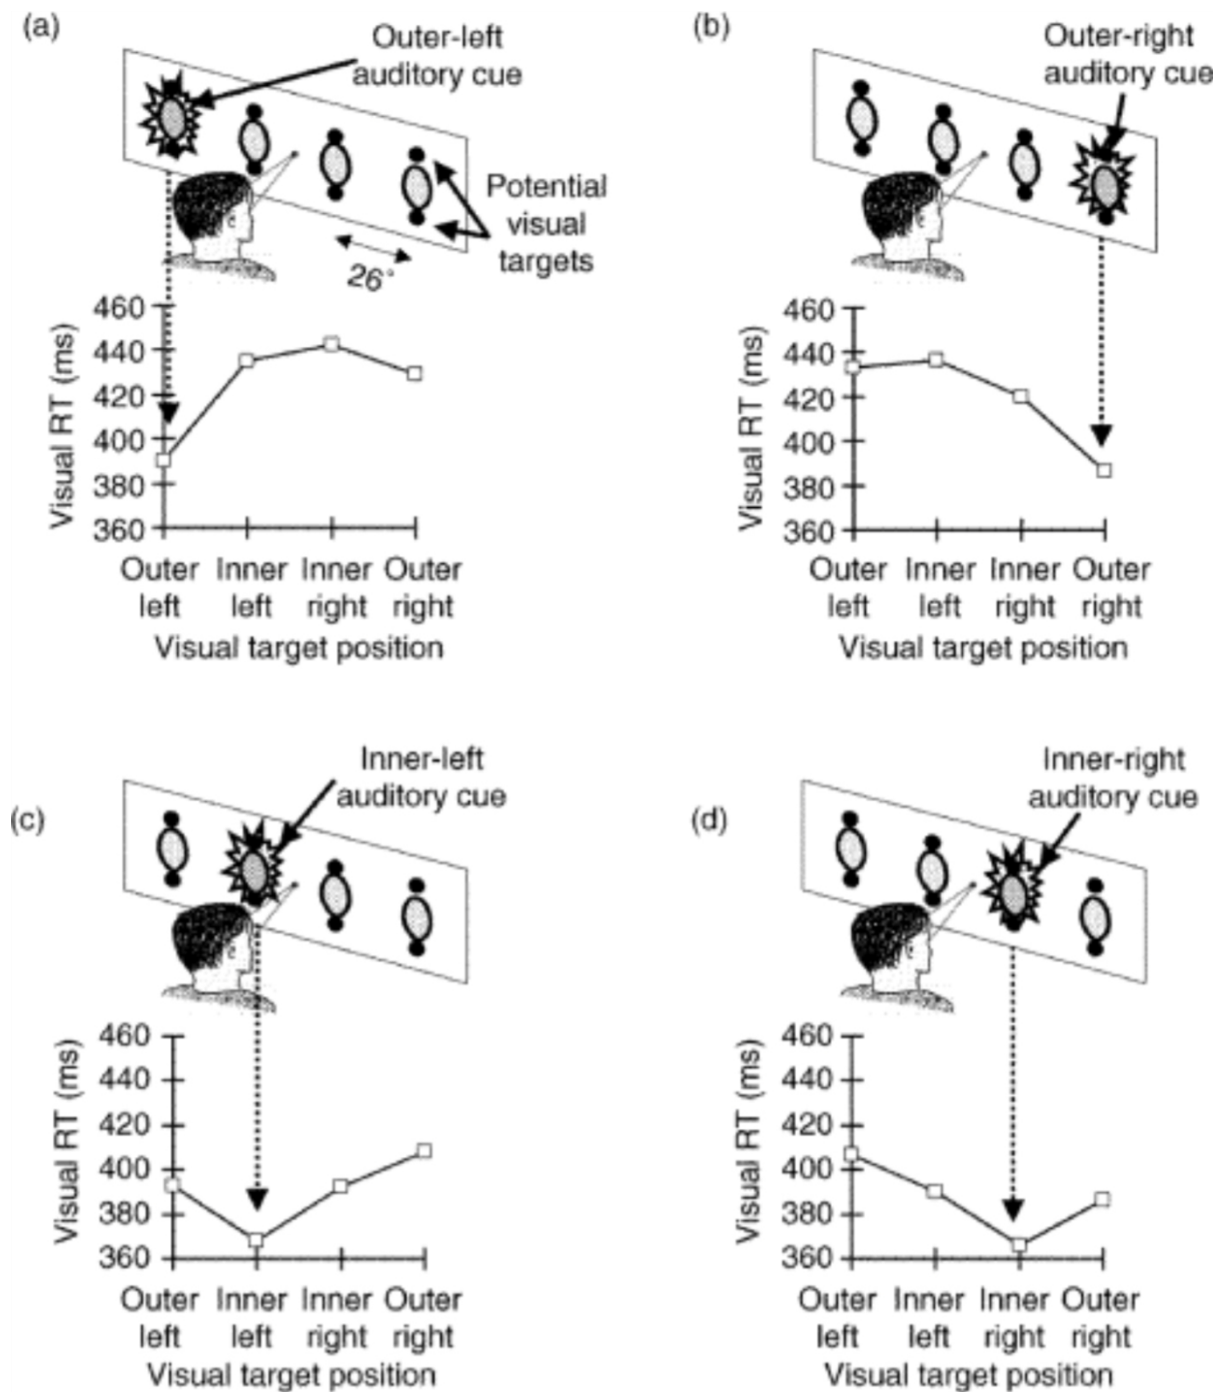 (a)
Outer-left
auditory cue
Potential
visual
targets
26°
Visual RT (ms)
460
440
420
400
380
360
Outer Inner Inner Outer
left left right right
Visual target position
(b)
Outer-right
auditory cue
Visual RT (ms)
460
440
420
400
380
360
Outer Inner Inner Outer
left left right right
Visual target position
(c)
Inner-left
auditory cue
Visual RT (ms)
460
440
420
400
380
360
Outer Inner Inner Outer
left left right right
Visual target position
(d)
Inner-right
auditory cue
Visual RT (ms)
460
440
420
400
380
360
Outer Inner Inner Outer
left left right right
Visual target position